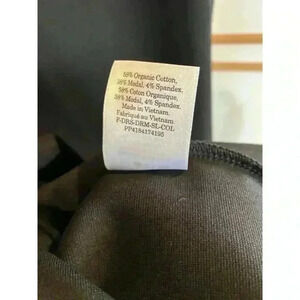 58% Organic Cotton,
38% Modal, 4% Spandex.
58% Coton Organique,
38% Modal, 4% Spandex.
Made in Vietnam.
Fabriqué au Vietnam.
F-DRS-DRM-SL-COL
PP4184174195